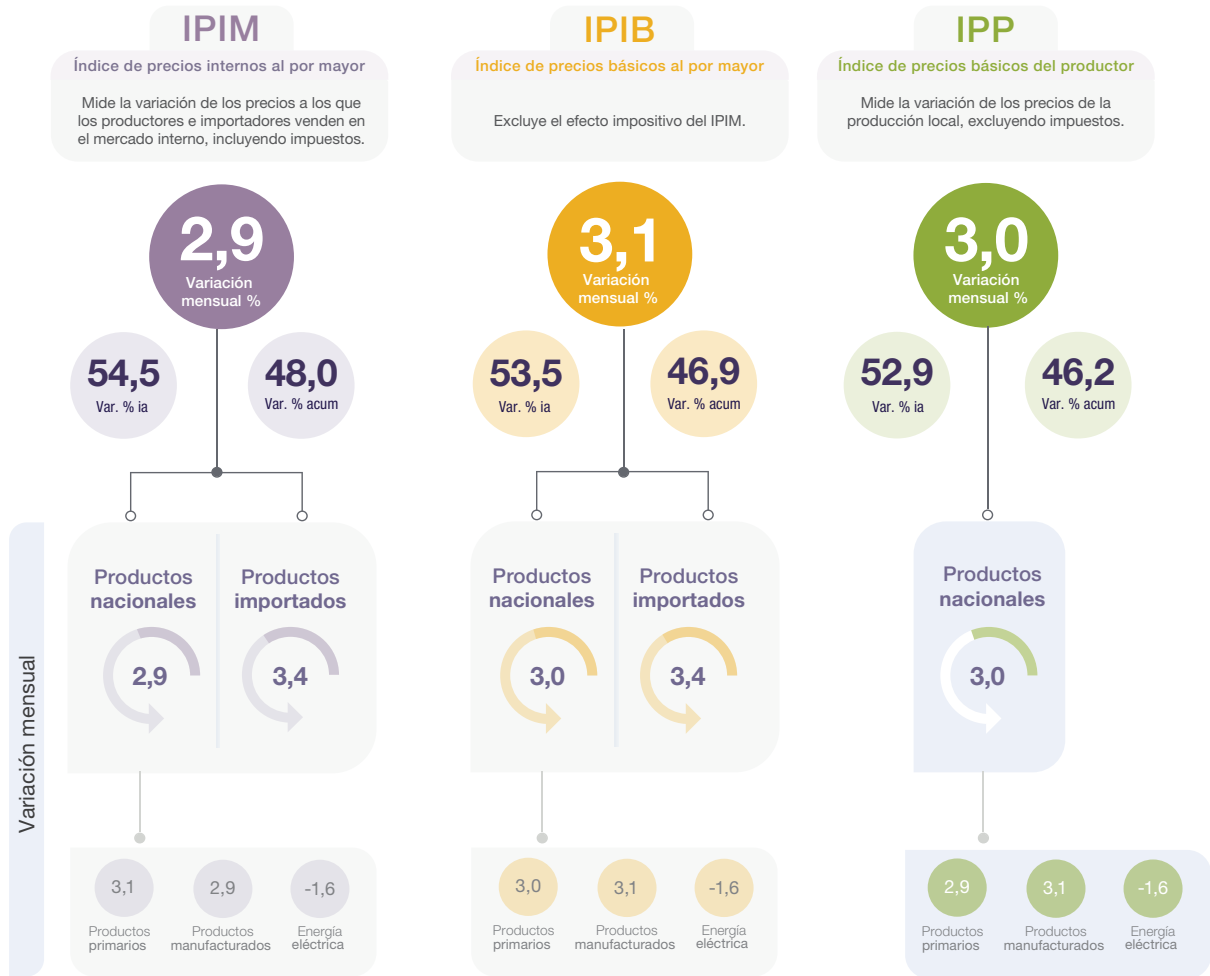 IPIM
Índice de precios internos al por mayor
Mide la variación de los precios a los que
los productores e importadores venden en
el mercado interno, incluyendo impuestos.
2,9
Variación
mensual %
54,5
Var. % ia
48,0
Var. % acum
Productos
nacionales
2,9
Productos
importados
3,4
3,1
Productos
primarios
2,9
Productos
manufacturados
-1,6
Energía
eléctrica
IPIB
Índice de precios básicos al por mayor
Excluye el efecto impositivo del IPIM.
3,1
Variación
mensual %
53,5
Var. % ia
46,9
Var. % acum
Productos
nacionales
3,0
Productos
importados
3,4
3,0
Productos
primarios
3,1
Productos
manufacturados
-1,6
Energía
eléctrica
IPP
Índice de precios básicos del productor
Mide la variación de los precios de la
producción local, excluyendo impuestos.
3,0
Variación
mensual %
52,9
Var. % ia
46,2
Var. % acum
Productos
nacionales
3,0
2,9
Productos
primarios
3,1
Productos
manufacturados
-1,6
Energía
eléctrica
Variación mensual